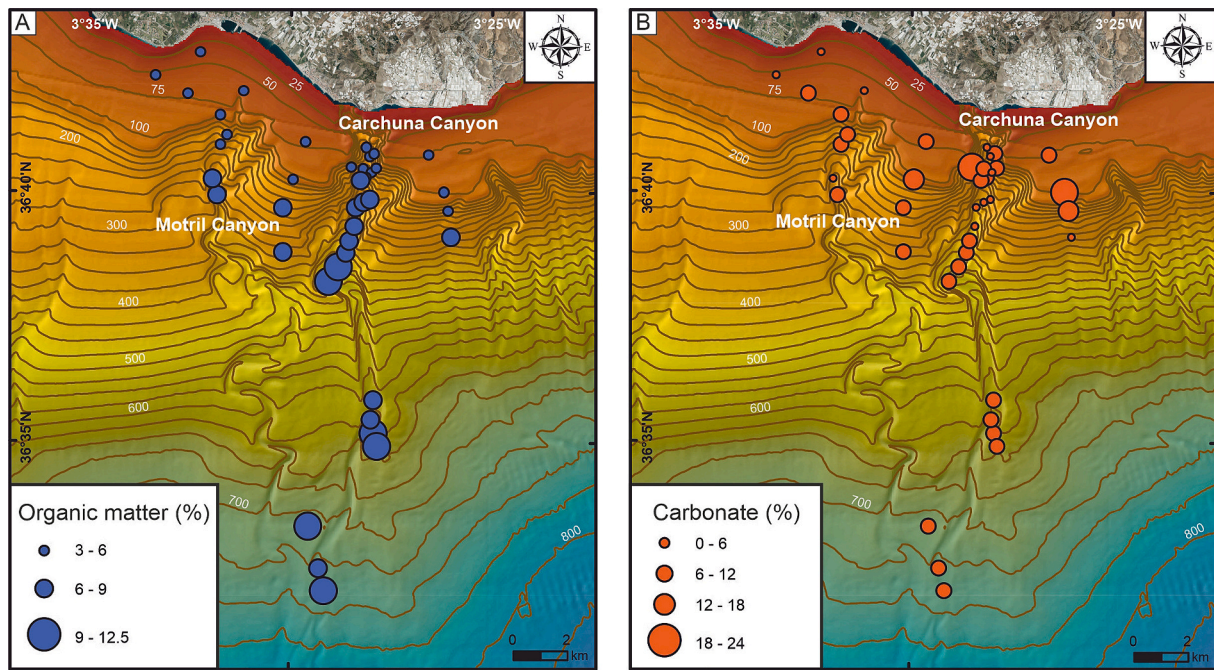 A
3°35'W
3°25'W
N
W
E
S
25
50
75
100
200
300
400
500
600
700
800
Carchuna Canyon
Motril Canyon
36°40'N
36°35'N
Organic matter (%)
3 - 6
6 - 9
9 - 12.5
0 2
km
B
3°35'W
3°25'W
N
W
E
S
25
50
75
100
200
300
400
500
600
700
800
Carchuna Canyon
Motril Canyon
36°40'N
36°35'N
Carbonate (%)
0 - 6
6 - 12
12 - 18
18 - 24
0 2
km